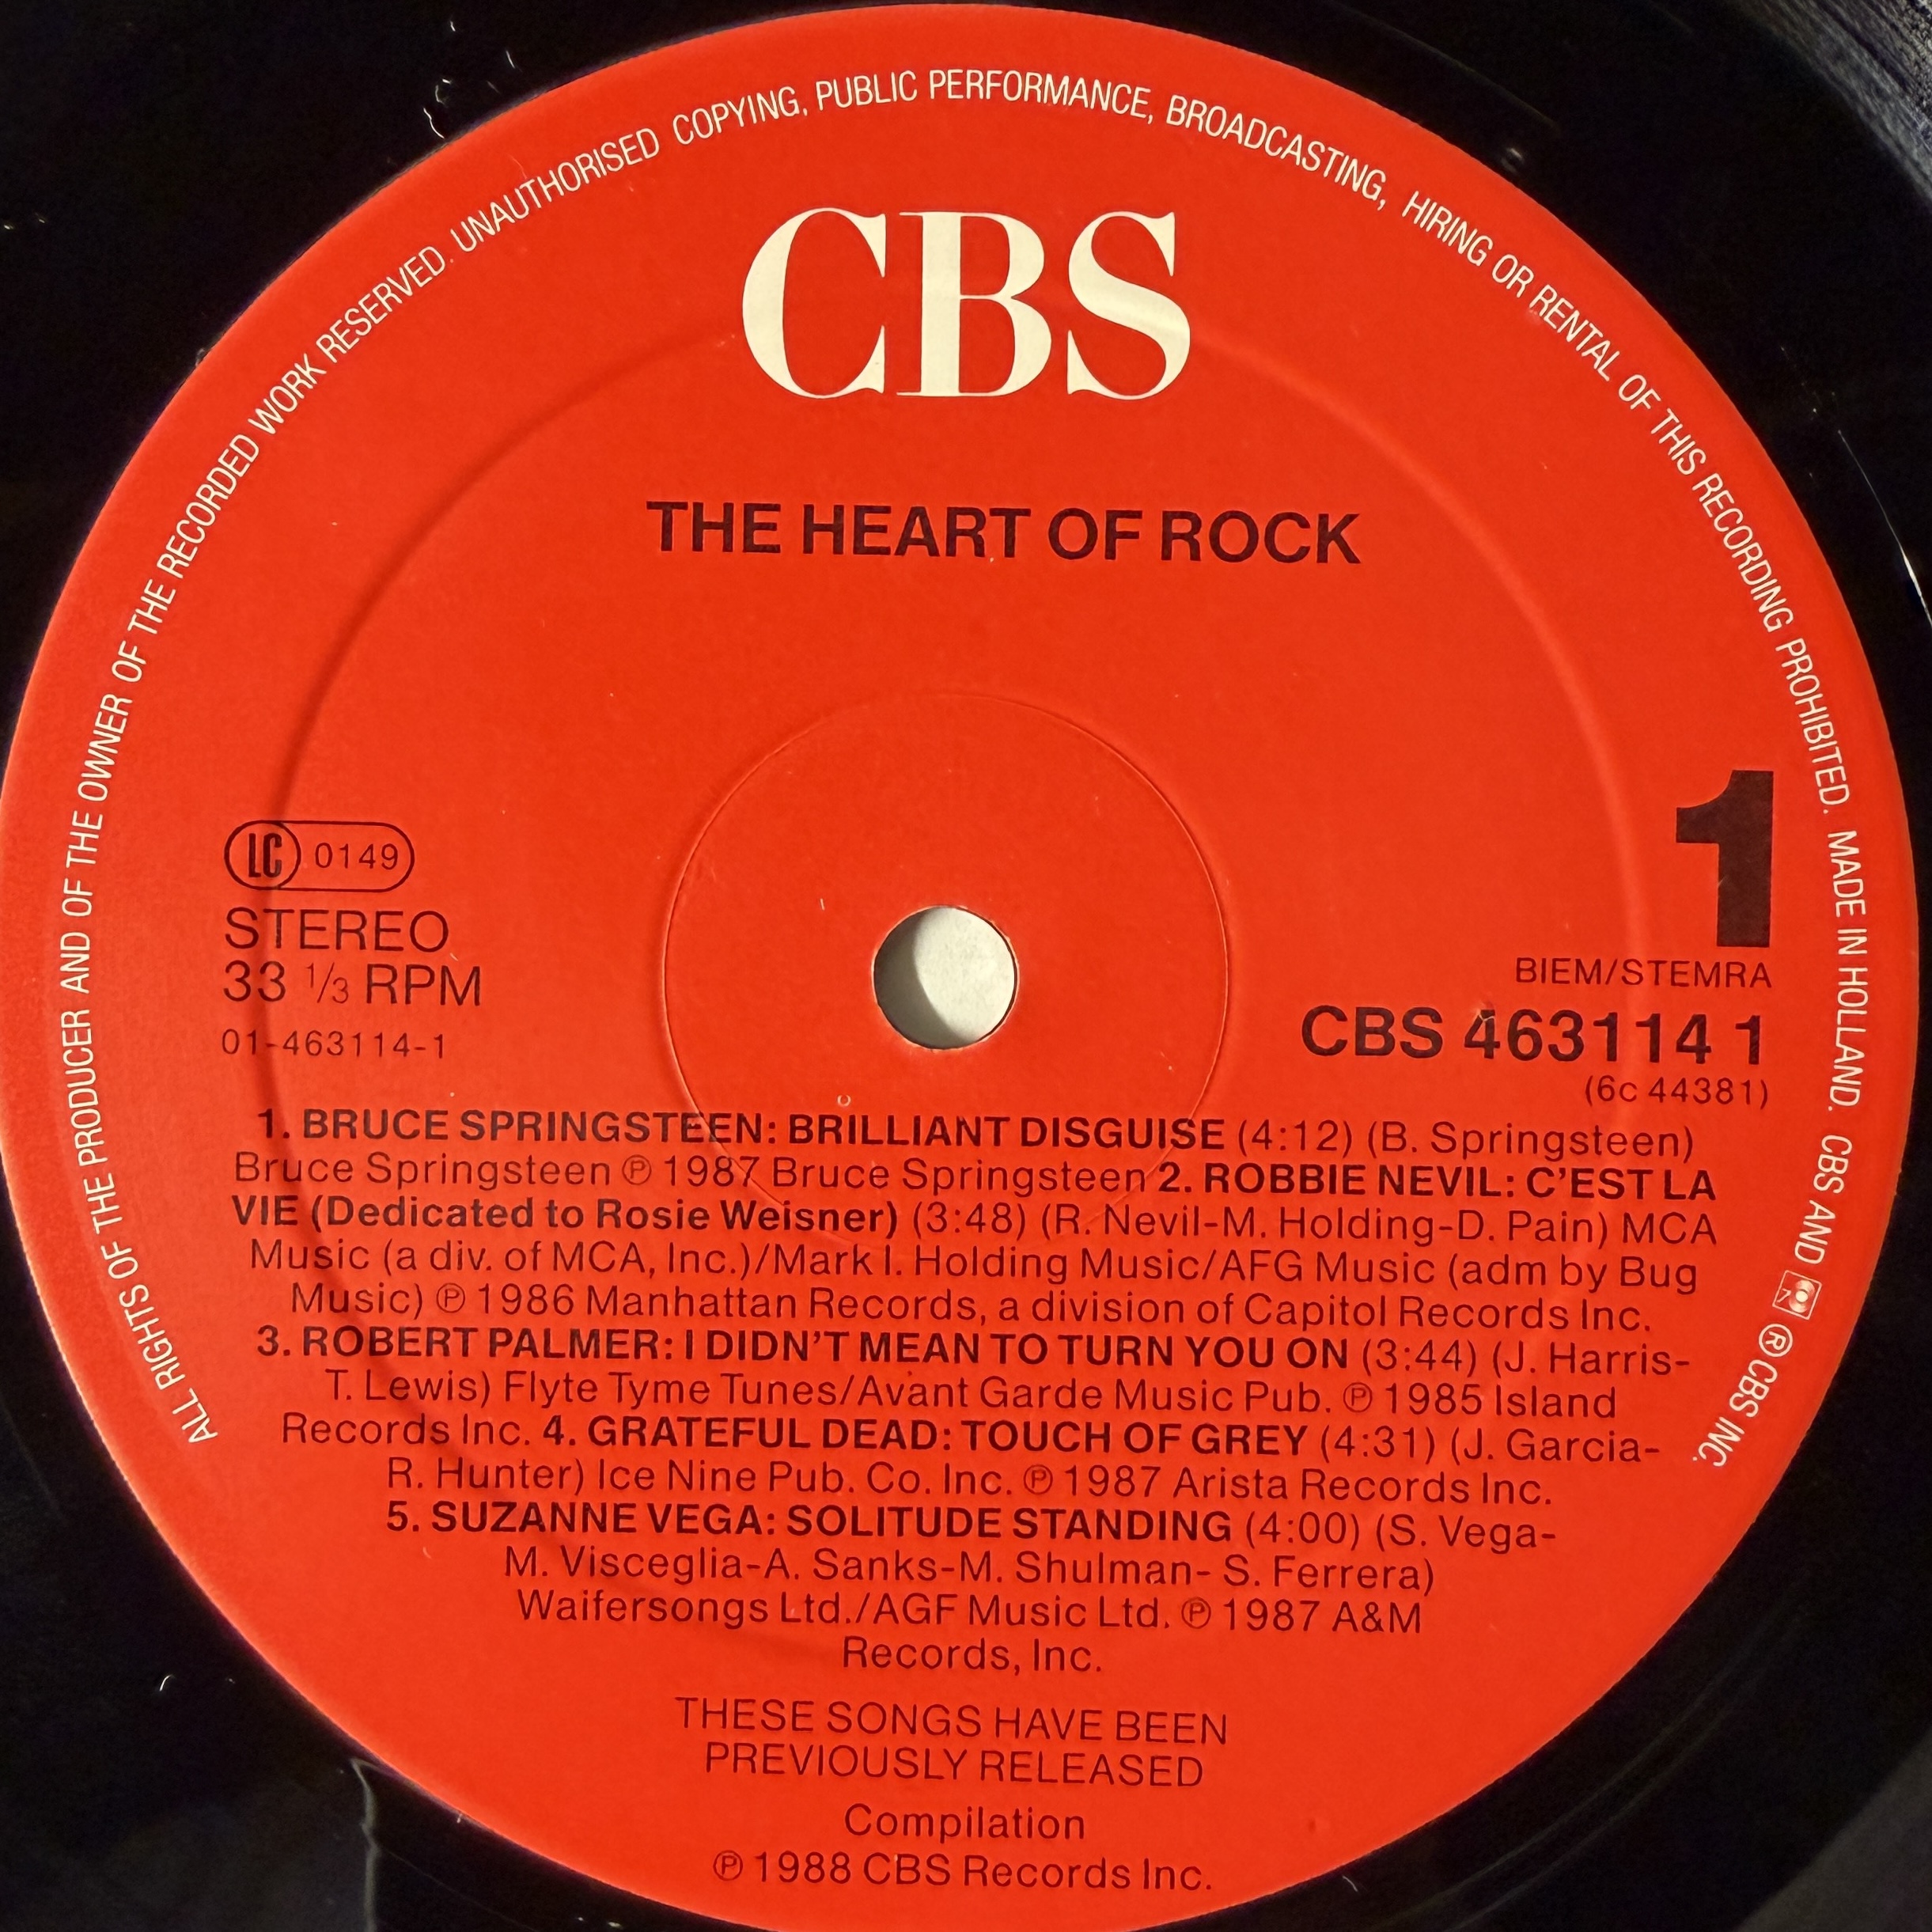 ALL RIGHTS OF THE PRODUCER AND OF THE OWNER OF THE RECORDED WORK RESERVED. UNAUTHORISED COPYING, PUBLIC PERFORMANCE, BROADCASTING, HIRING OR RENTAL OF THIS RECORDING PROHIBITED. MADE IN HOLLAND. CBS AND ® CBS INC.
CBS
THE HEART OF ROCK
LC 0149
STEREO
33 1/3 RPM
01-463114-1
1
BIEM/STEMRA
CBS 463114 1
(6c 44381)
1. BRUCE SPRINGSTEEN: BRILLIANT DISGUISE (4:12) (B. Springsteen)
Bruce Springsteen ℗ 1987 Bruce Springsteen 2. ROBBIE NEVIL: C'EST LA
VIE (Dedicated to Rosie Weisner) (3:48) (R. Nevil-M. Holding-D. Pain) MCA
Music (a div. of MCA, Inc.)/Mark I. Holding Music/AFG Music (adm by Bug
Music) ℗ 1986 Manhattan Records, a division of Capitol Records Inc.
3. ROBERT PALMER: I DIDN'T MEAN TO TURN YOU ON (3:44) (J. Harris-
T. Lewis) Flyte Tyme Tunes/Avant Garde Music Pub. ℗ 1985 Island
Records Inc. 4. GRATEFUL DEAD: TOUCH OF GREY (4:31) (J. Garcia-
R. Hunter) Ice Nine Pub. Co. Inc. ℗ 1987 Arista Records Inc.
5. SUZANNE VEGA: SOLITUDE STANDING (4:00) (S. Vega-
M. Visceglia-A. Sanks-M. Shulman- S. Ferrera)
Waifersongs Ltd./AGF Music Ltd. ℗ 1987 A&M
Records, Inc.
THESE SONGS HAVE BEEN
PREVIOUSLY RELEASED
Compilation
℗ 1988 CBS Records Inc.